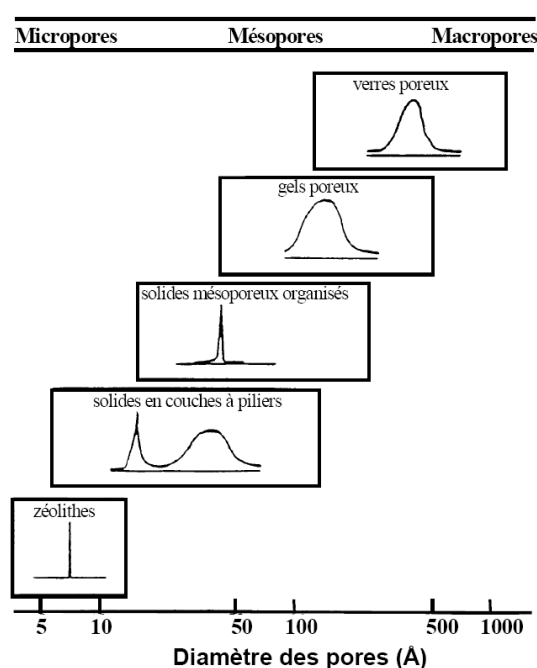 Micropores Mésopores Macropores
verres poreux
gels poreux
solides mésoporeux organisés
solides en couches à piliers
zéolithes
5 10 50 100 500 1000
Diamètre des pores (Å)